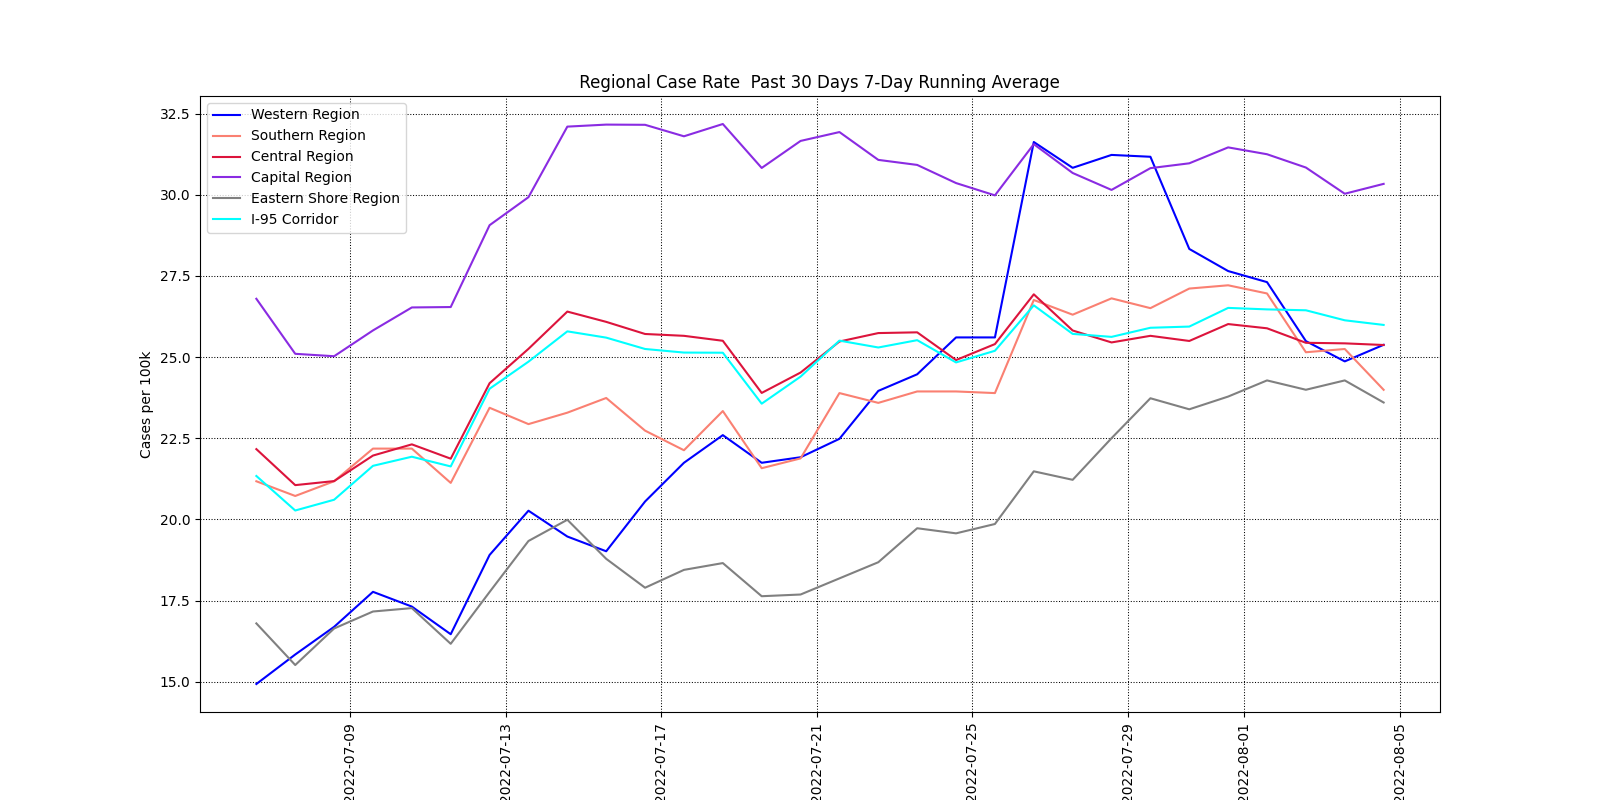 Regional Case Rate  Past 30 Days 7-Day Running Average
Western Region
Southern Region
Central Region
Capital Region
Eastern Shore Region
I-95 Corridor
Cases per 100k
32.5
30.0
27.5
25.0
22.5
20.0
17.5
15.0
2022-07-09
2022-07-13
2022-07-17
2022-07-21
2022-07-25
2022-07-29
2022-08-01
2022-08-05